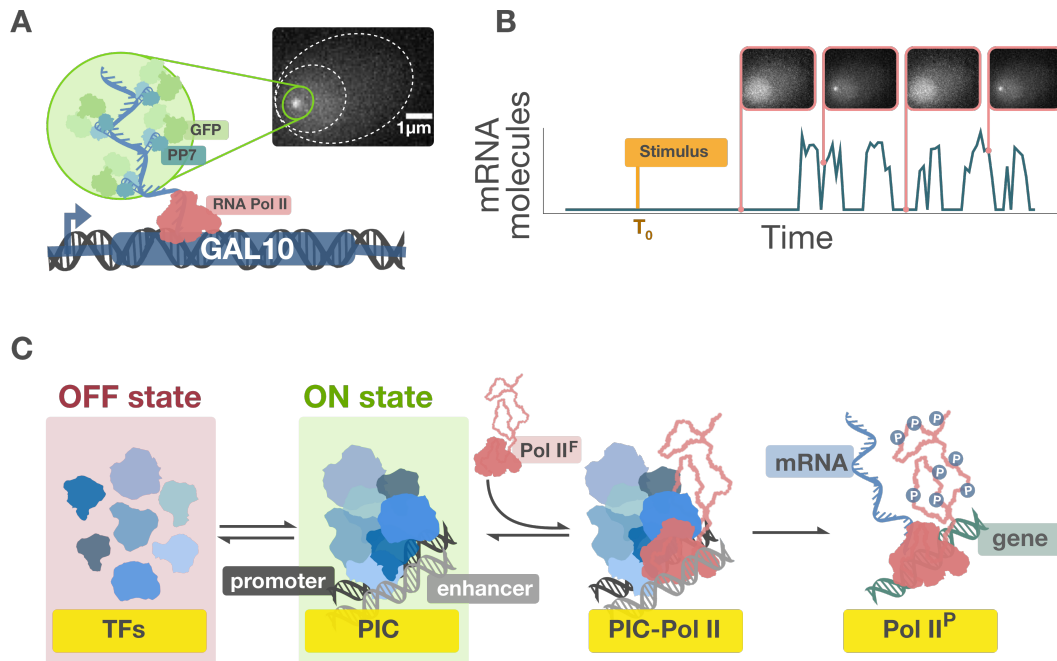 A
GFP
PP7
RNA Pol II
GAL10
1μm
B
mRNA
molecules
Stimulus
T0
Time
C
OFF state
ON state
Pol IIF
mRNA
P
P
P
P
P
P
P
P
gene
promoter
enhancer
TFs
PIC
PIC-Pol II
Pol IIP